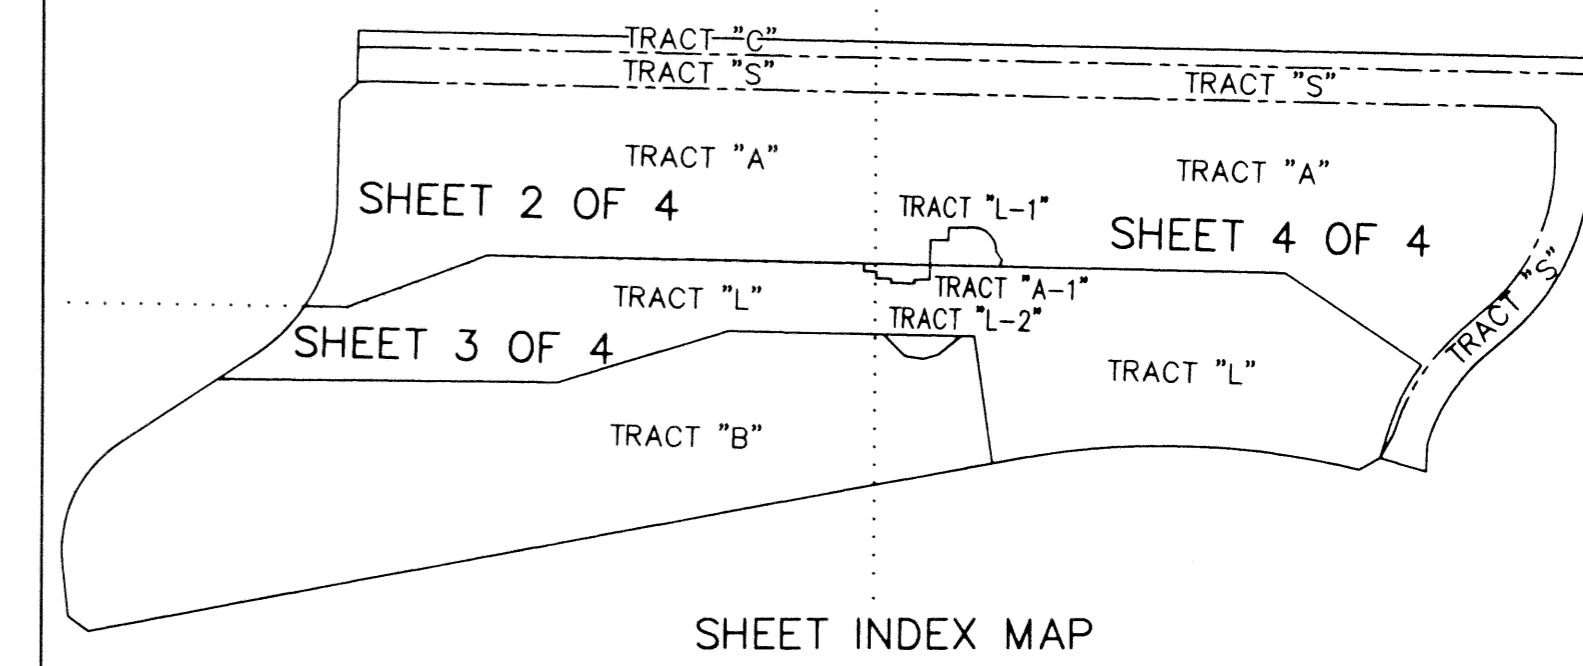 TRACT "C"
TRACT "S"
TRACT "S"
TRACT "A"
TRACT "A"
SHEET 2 OF 4
TRACT "L-1"
SHEET 4 OF 4
TRACT "S"
TRACT "A-1"
TRACT "L"
TRACT "L-2"
SHEET 3 OF 4
TRACT "L"
TRACT "B"
SHEET INDEX MAP